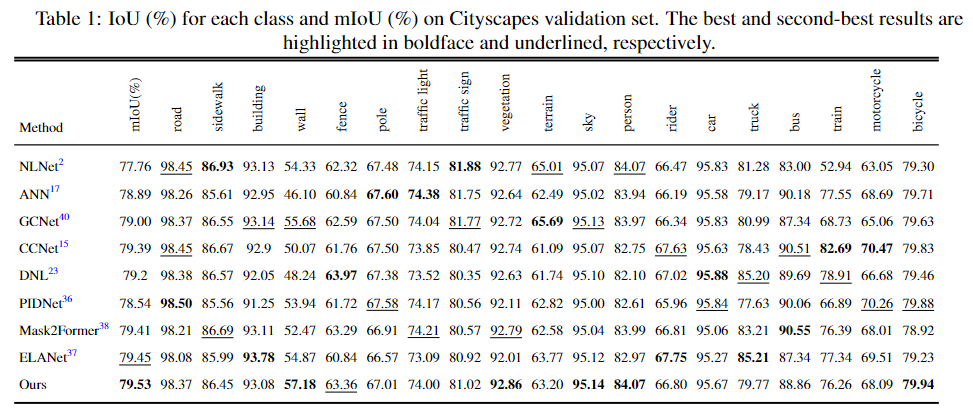 Table 1: IoU (%) for each class and mIoU (%) on Cityscapes validation set. The best and second-best results are
highlighted in boldface and underlined, respectively.
Method mIoU(%) road sidewalk building wall fence pole traffic light traffic sign vegetation terrain sky person rider car truck bus train motorcycle bicycle
NLNet2 77.76 98.45 86.93 93.13 54.33 62.32 67.48 74.15 81.88 92.77 65.01 95.07 84.07 66.47 95.83 81.28 83.00 52.94 63.05 79.30
ANN17 78.89 98.26 85.61 92.95 46.10 60.84 67.60 74.38 81.75 92.64 62.49 95.02 83.94 66.19 95.58 79.17 90.18 77.55 68.69 79.71
GCNet40 79.00 98.37 86.55 93.14 55.68 62.59 67.50 74.04 81.77 92.72 65.69 95.13 83.97 66.34 95.83 80.99 87.34 68.73 65.06 79.63
CCNet15 79.39 98.45 86.67 92.9 50.07 61.76 67.50 73.85 80.47 92.74 61.09 95.07 82.75 67.63 95.63 78.43 90.51 82.69 70.47 79.83
DNL23 79.2 98.38 86.57 92.05 48.24 63.97 67.38 73.52 80.35 92.63 61.74 95.10 82.10 67.02 95.88 85.20 89.69 78.91 66.68 79.46
PIDNet36 78.54 98.50 85.56 91.25 53.94 61.72 67.58 74.17 80.56 92.11 62.82 95.00 82.61 65.96 95.84 77.63 90.06 66.89 70.26 79.88
Mask2Former38 79.41 98.21 86.69 93.11 52.47 63.29 66.91 74.21 80.57 92.79 62.58 95.04 83.99 66.81 95.06 83.21 90.55 76.39 68.01 78.92
ELANet37 79.45 98.08 85.99 93.78 54.87 60.84 66.57 73.09 80.92 92.01 63.77 95.12 82.97 67.75 95.27 85.21 87.34 77.34 69.51 79.23
Ours 79.53 98.37 86.45 93.08 57.18 63.36 67.01 74.00 81.02 92.86 63.20 95.14 84.07 66.80 95.67 79.77 88.86 76.26 68.09 79.94